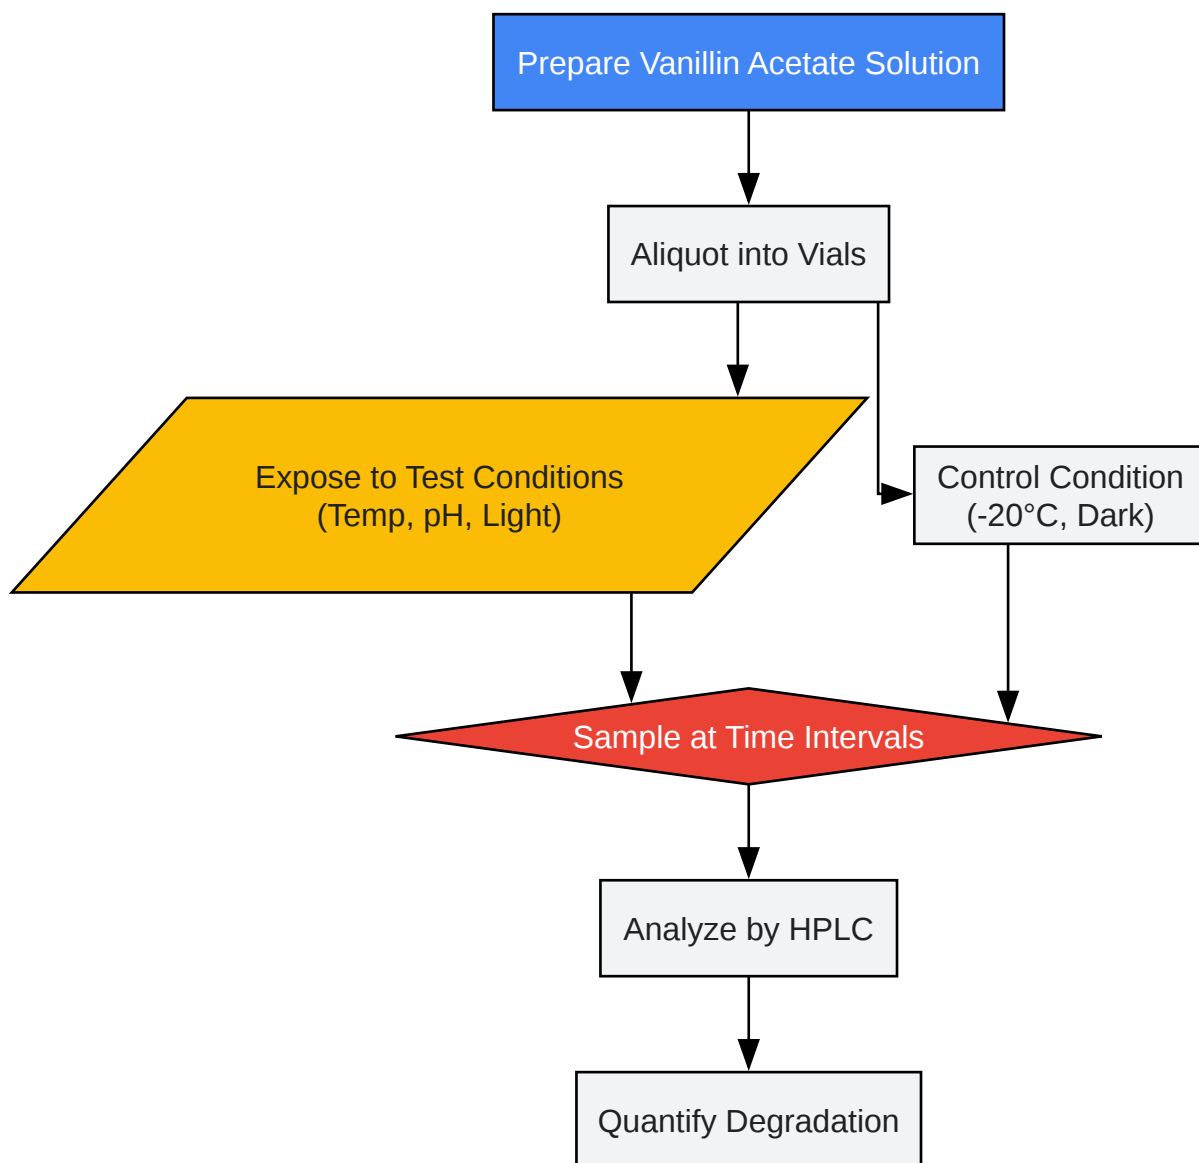 Prepare Vanillin Acetate Solution
Aliquot into Vials
Expose to Test Conditions
(Temp, pH, Light)
Control Condition
(-20°C, Dark)
Sample at Time Intervals
Analyze by HPLC
Quantify Degradation